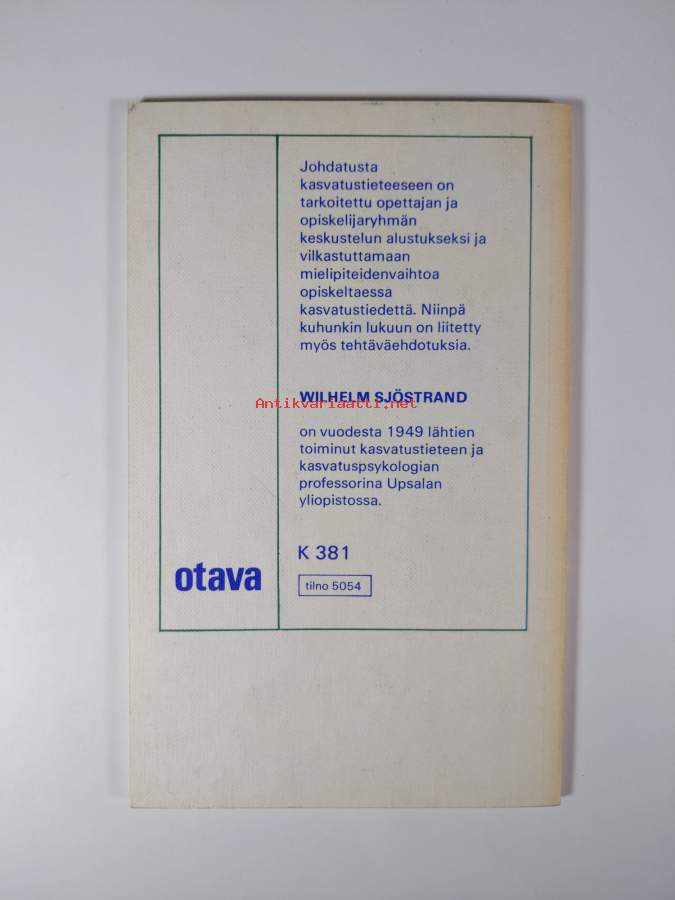 Johdatusta
kasvatustieteeseen on
tarkoitettu opettajan ja
opiskelijaryhmän
keskustelun alustukseksi ja
vilkastuttamaan
mielipiteidenvaihtoa
opiskeltaessa
kasvatustiedettä. Niinpä
kuhunkin lukuun on liitetty
myös tehtäväehdotuksia.
WILHELM SJÖSTRAND
Antikvariaatti.net
on vuodesta 1949 lähtien
toiminut kasvatustieteen ja
kasvatuspsykologian
professorina Upsalan
yliopistossa.
K 381
otava
tilno 5054